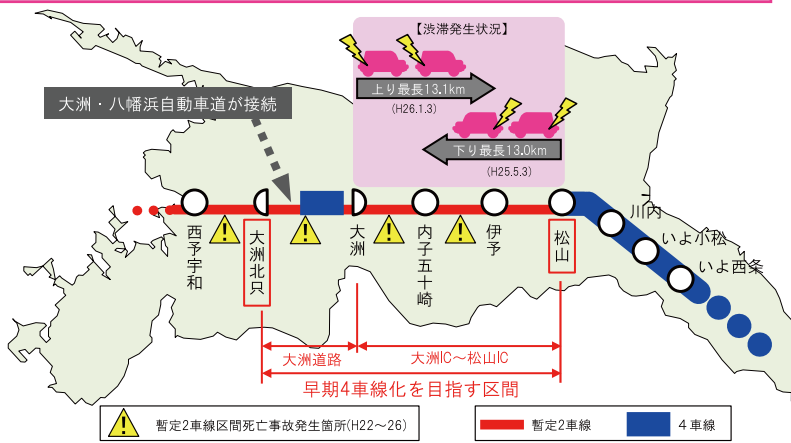 【渋滞発生状況】
上り最長13.1km
(H26.1.3)
下り最長13.0km
(H25.5.3)
大洲・八幡浜自動車道が接続
西予宇和
大洲北只
大洲
内子五十崎
伊予
松山
川内
いよ小松
いよ西条
大洲道路
大洲IC〜松山IC
早期4車線化を目指す区間
暫定2車線区間死亡事故発生箇所(H22〜26)
暫定2車線
4車線